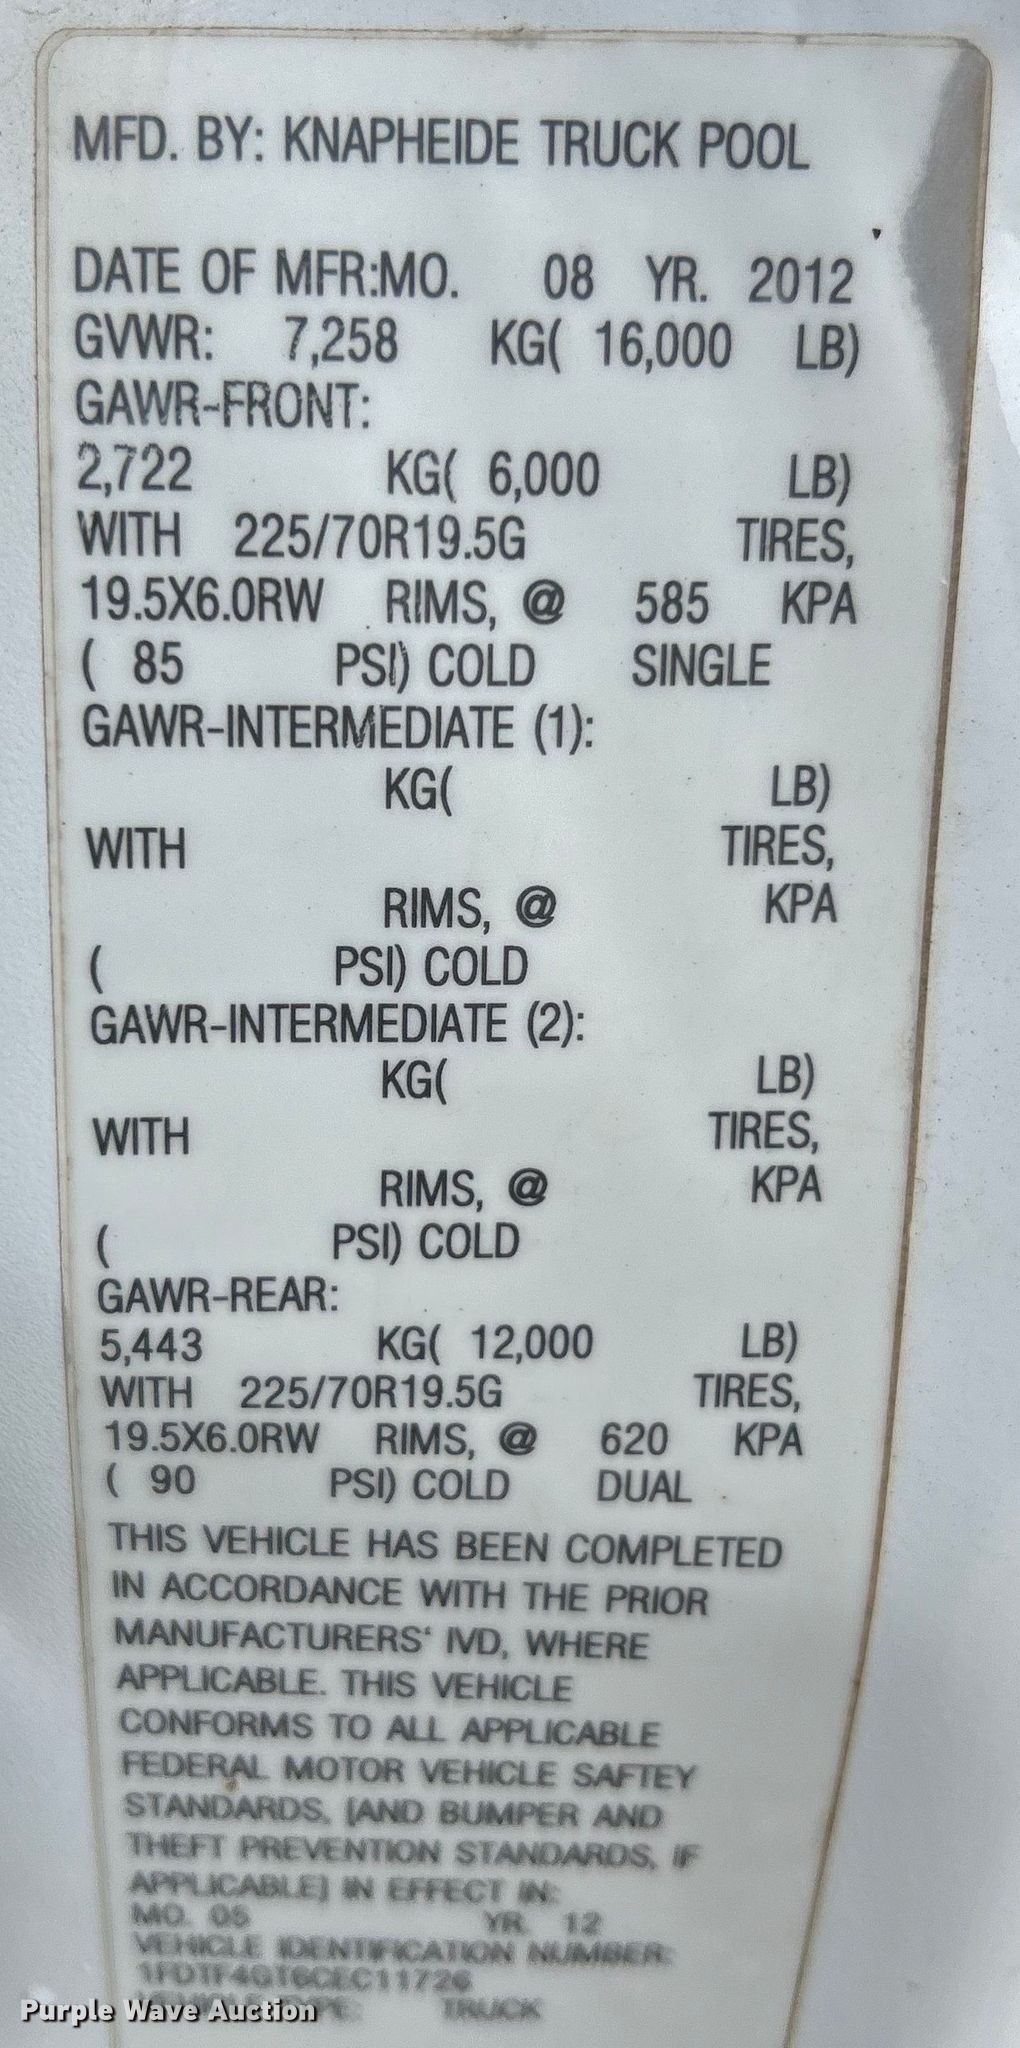 MFD. BY: KNAPHEIDE TRUCK POOL
DATE OF MFR:MO. 08 YR. 2012
GVWR: 7,258 KG( 16,000 LB)
GAWR-FRONT:
2,722 KG( 6,000 LB)
WITH 225/70R19.5G TIRES,
19.5X6.0RW RIMS, @ 585 KPA
( 85 PSI) COLD SINGLE
GAWR-INTERMEDIATE (1):
KG( LB)
WITH TIRES,
RIMS, @ KPA
( PSI) COLD
GAWR-INTERMEDIATE (2):
KG( LB)
WITH TIRES,
RIMS, @ KPA
( PSI) COLD
GAWR-REAR:
5,443 KG( 12,000 LB)
WITH 225/70R19.5G TIRES,
19.5X6.0RW RIMS, @ 620 KPA
( 90 PSI) COLD DUAL
THIS VEHICLE HAS BEEN COMPLETED
IN ACCORDANCE WITH THE PRIOR
MANUFACTURERS' IVD, WHERE
APPLICABLE. THIS VEHICLE
CONFORMS TO ALL APPLICABLE
FEDERAL MOTOR VEHICLE SAFTEY
STANDARDS, [AND BUMPER AND
THEFT PREVENTION STANDARDS, IF
APPLICABLE] IN EFFECT IN:
MO. 05 YR. 12
VEHICLE IDENTIFICATION NUMBER:
TRUCK
Purple Wave Auction